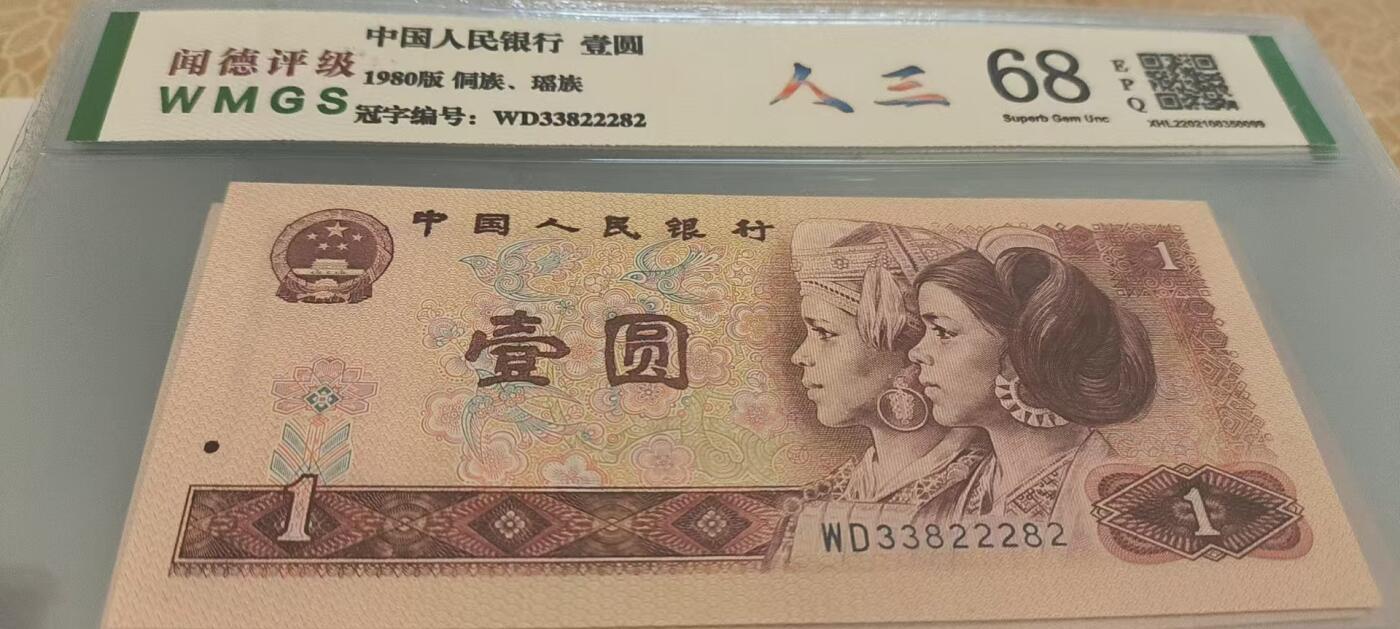 中国人民银行 壹圆
闻德评级
WMGS
1980版 侗族、瑶族
冠字编号：WD33822282
人三
68
EPQ
Superb Gem Unc
XHL2202108350099
中国人民银行
壹圆
1
1
WD33822282
1